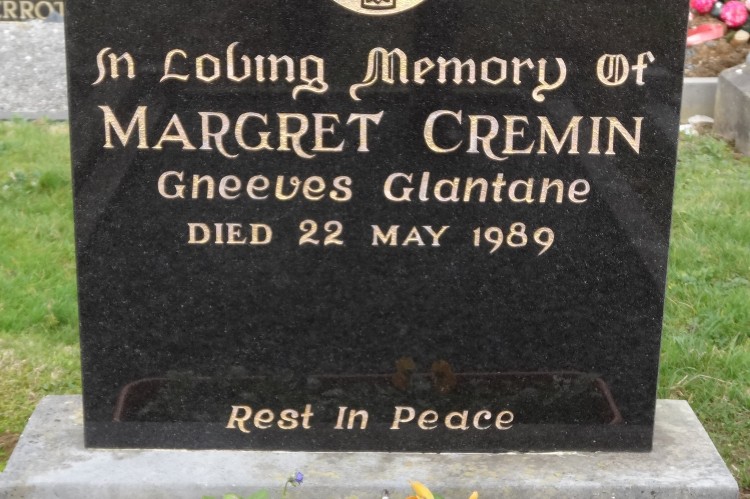 In Loving Memory Of
MARGRET CREMIN
Gneeves Glantane
DIED 22 MAY 1989
Rest In Peace